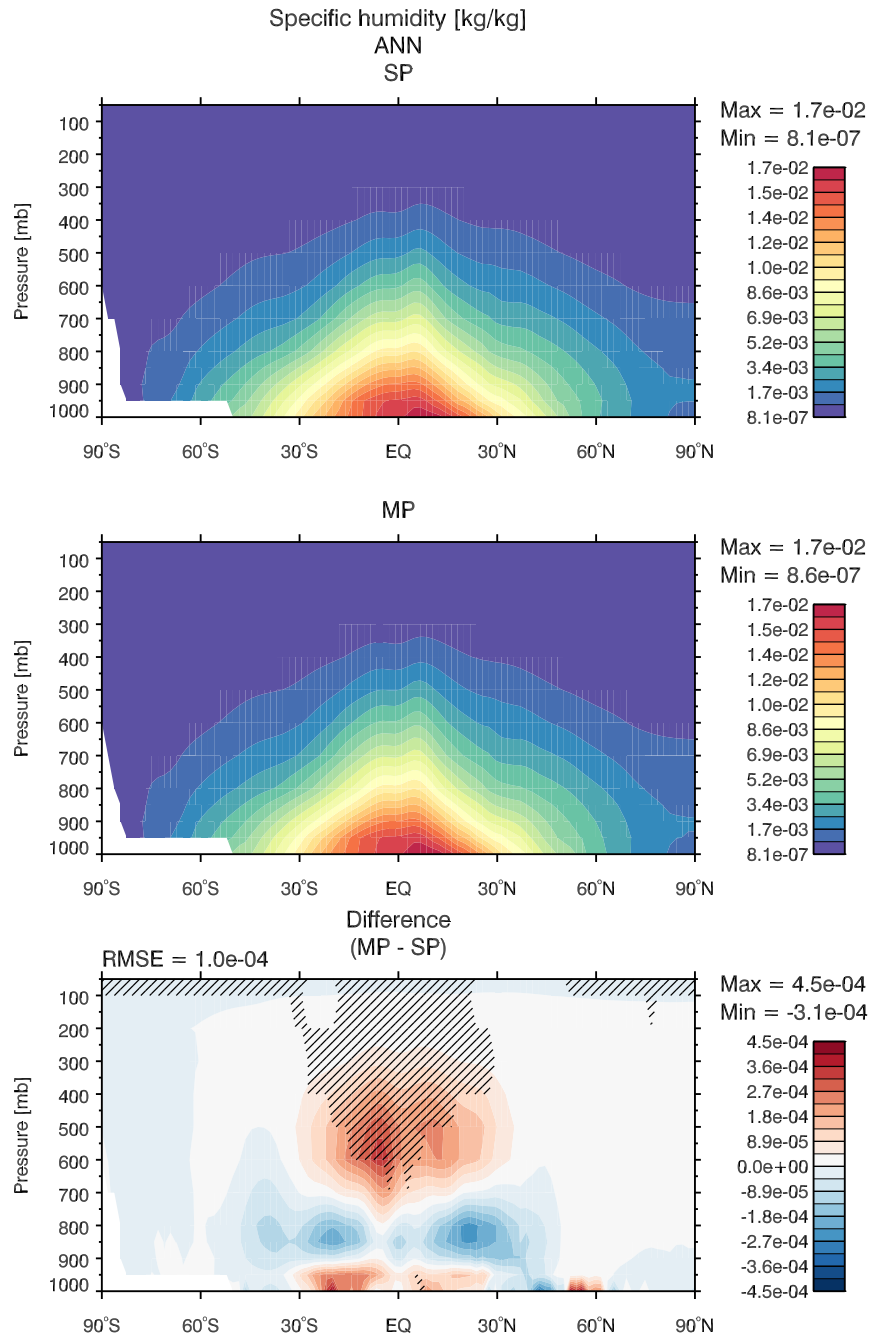 Specific humidity [kg/kg]
ANN
SP
Max = 1.7e-02
Min = 8.1e-07
Pressure [mb]
100
200
300
400
500
600
700
800
900
1000
90°S
60°S
30°S
EQ
30°N
60°N
90°N
1.7e-02
1.5e-02
1.4e-02
1.2e-02
1.0e-02
8.6e-03
6.9e-03
5.2e-03
3.4e-03
1.7e-03
8.1e-07
MP
Max = 1.7e-02
Min = 8.6e-07
Pressure [mb]
100
200
300
400
500
600
700
800
900
1000
90°S
60°S
30°S
EQ
30°N
60°N
90°N
1.7e-02
1.5e-02
1.4e-02
1.2e-02
1.0e-02
8.6e-03
6.9e-03
5.2e-03
3.4e-03
1.7e-03
8.1e-07
Difference
(MP - SP)
RMSE = 1.0e-04
Max = 4.5e-04
Min = -3.1e-04
Pressure [mb]
100
200
300
400
500
600
700
800
900
1000
90°S
60°S
30°S
EQ
30°N
60°N
90°N
4.5e-04
3.6e-04
2.7e-04
1.8e-04
8.9e-05
0.0e+00
-8.9e-05
-1.8e-04
-2.7e-04
-3.6e-04
-4.5e-04